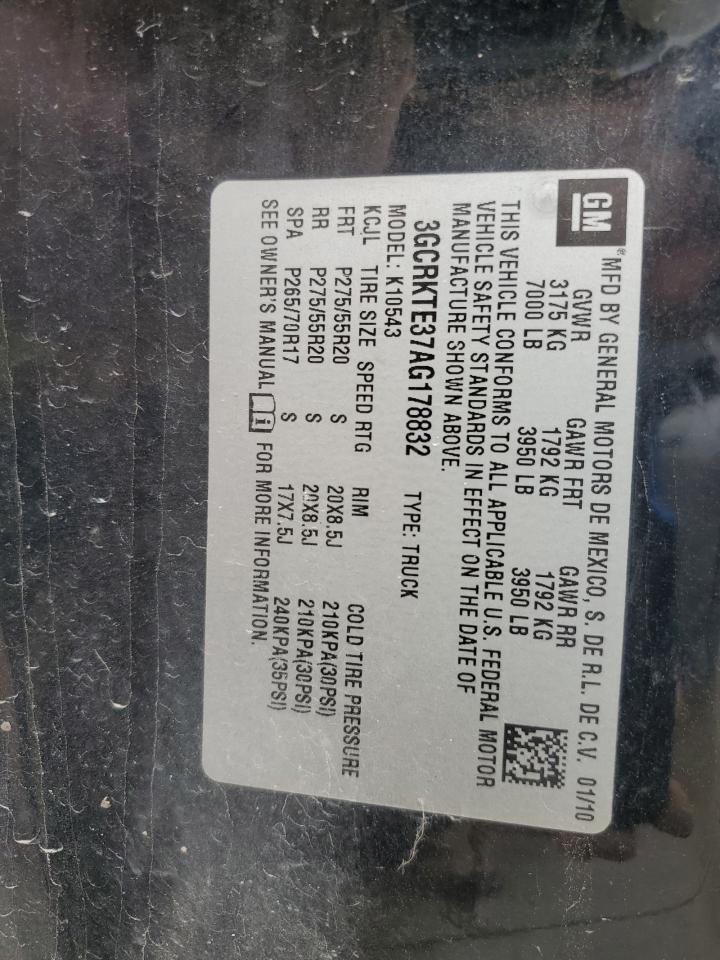 GM
® MFD BY GENERAL MOTORS DE MEXICO, S. DE R.L. DE C.V. 01/10
GVWR GAWR FRT GAWR RR
3175 KG 1792 KG 1792 KG
7000 LB 3950 LB 3950 LB
THIS VEHICLE CONFORMS TO ALL APPLICABLE U.S. FEDERAL MOTOR
VEHICLE SAFETY STANDARDS IN EFFECT ON THE DATE OF
MANUFACTURE SHOWN ABOVE.
3GCRKTE37AG178832 TYPE: TRUCK
MODEL: K10543
KCJL TIRE SIZE SPEED RTG RIM COLD TIRE PRESSURE
FRT P275/55R20 S 20X8.5J 210KPA(30PSI)
RR P275/55R20 S 20X8.5J 210KPA(30PSI)
SPA P265/70R17 S 17X7.5J 240KPA(35PSI)
SEE OWNER'S MANUAL FOR MORE INFORMATION.